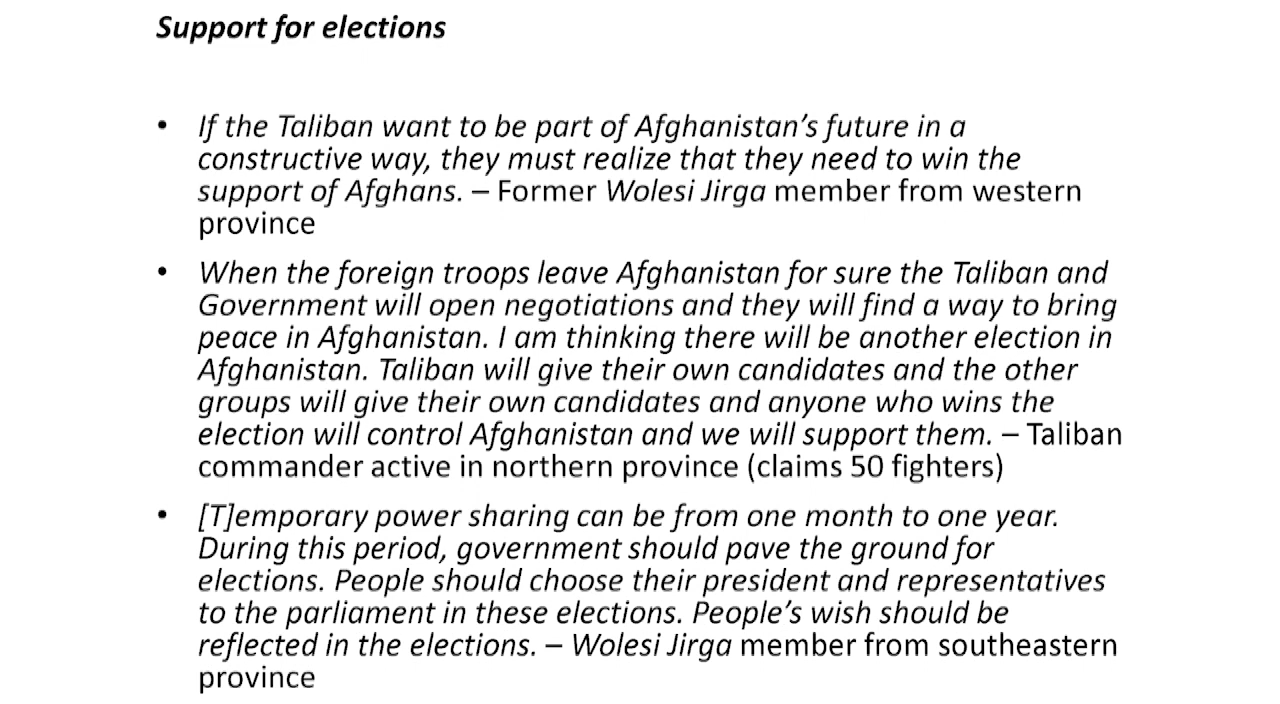 Support for elections
• If the Taliban want to be part of Afghanistan’s future in a
constructive way, they must realize that they need to win the
support of Afghans. – Former Wolesi Jirga member from western
province
• When the foreign troops leave Afghanistan for sure the Taliban and
Government will open negotiations and they will find a way to bring
peace in Afghanistan. I am thinking there will be another election in
Afghanistan. Taliban will give their own candidates and the other
groups will give their own candidates and anyone who wins the
election will control Afghanistan and we will support them. – Taliban
commander active in northern province (claims 50 fighters)
• [T]emporary power sharing can be from one month to one year.
During this period, government should pave the ground for
elections. People should choose their president and representatives
to the parliament in these elections. People’s wish should be
reflected in the elections. – Wolesi Jirga member from southeastern
province